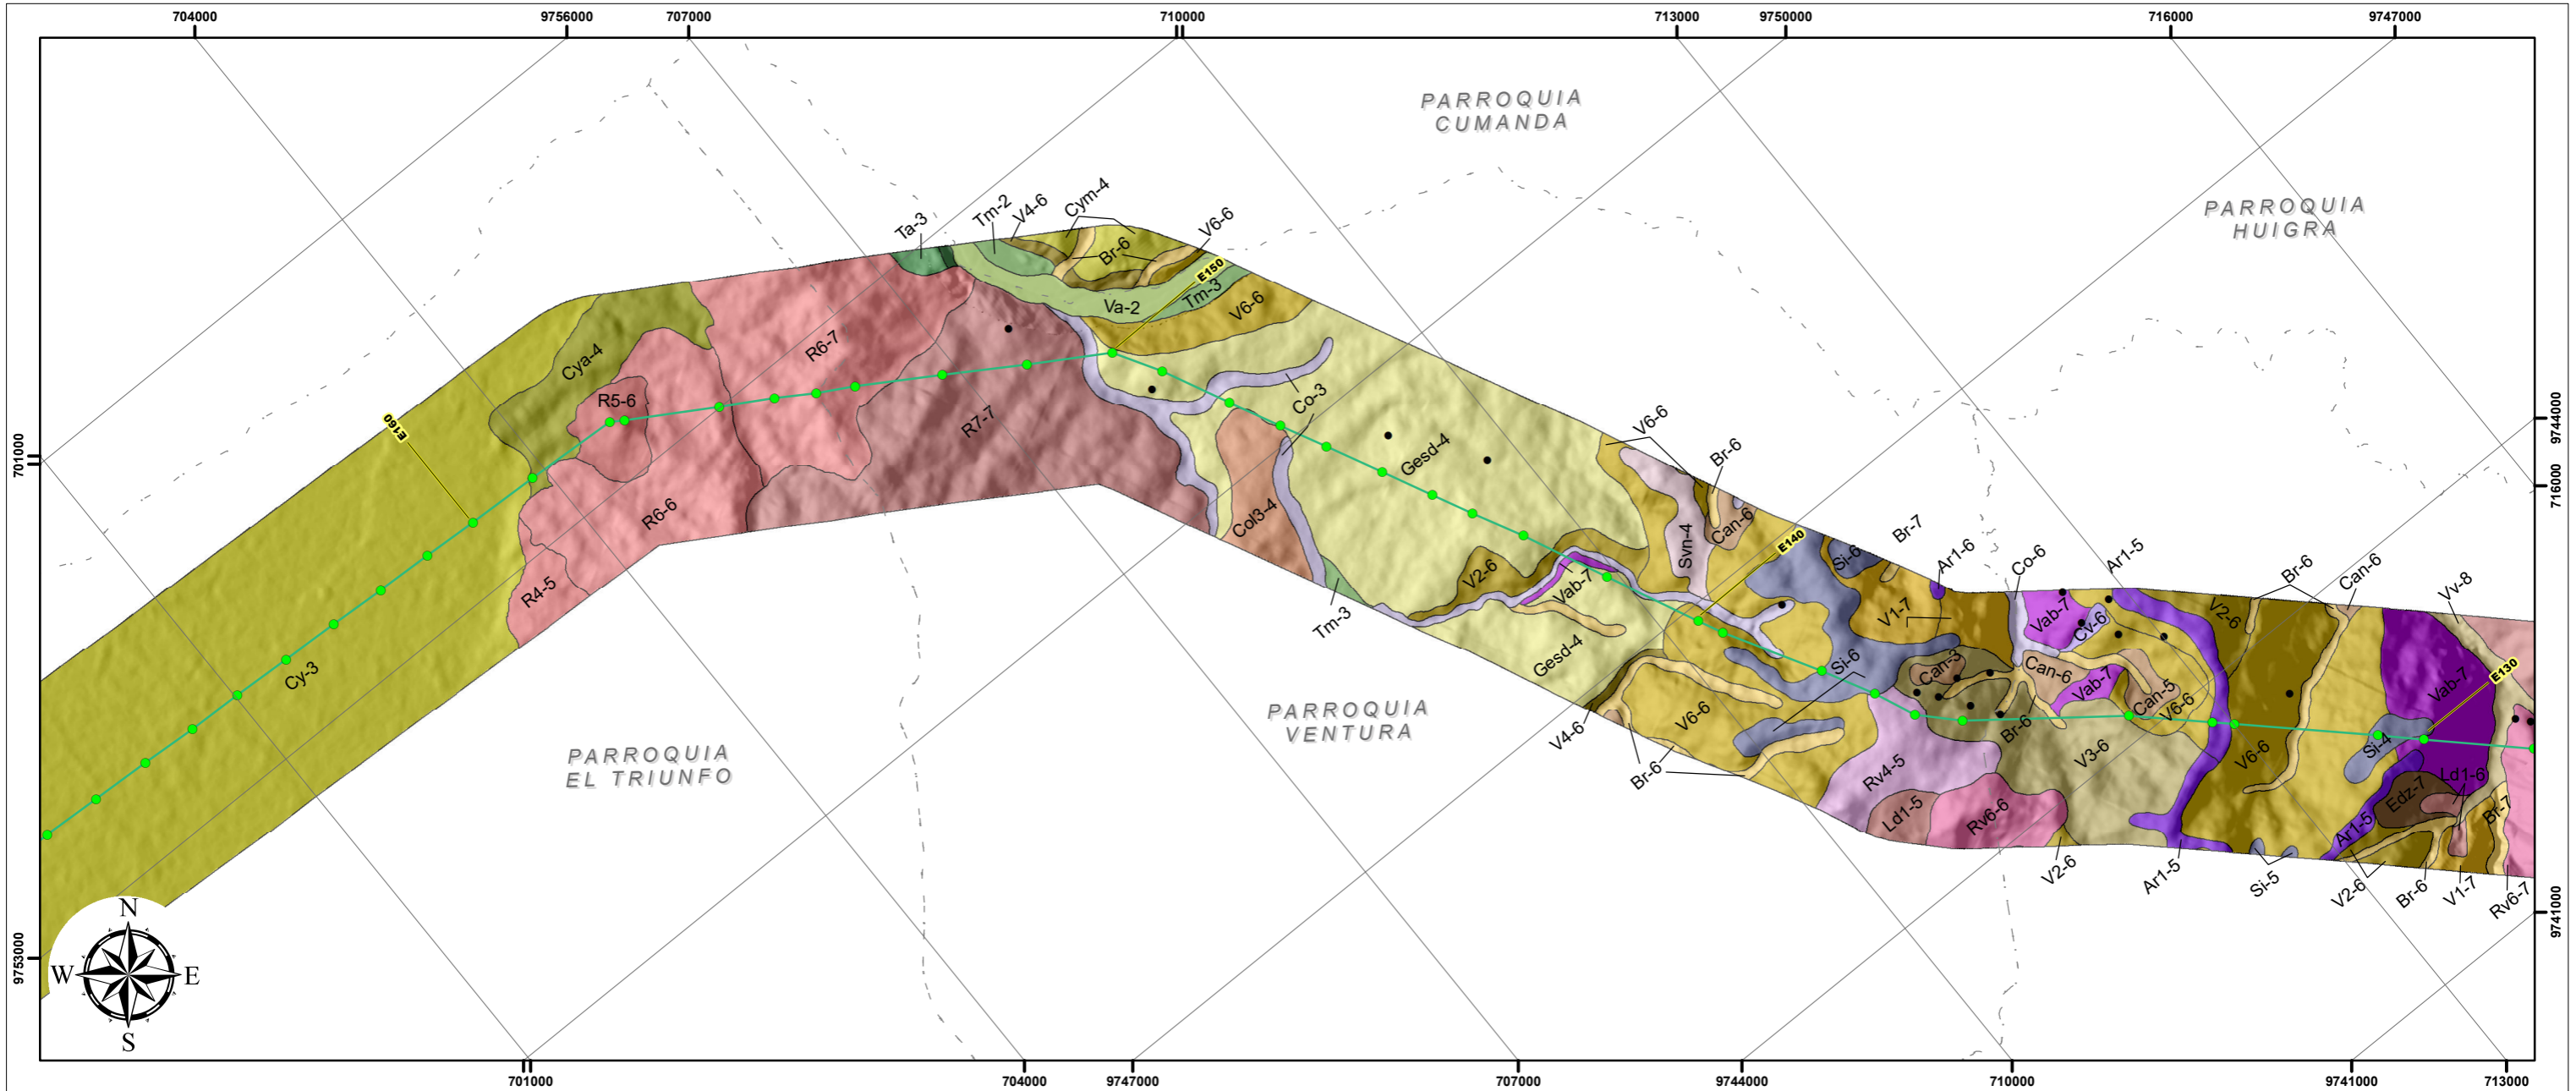 704000
9756000
707000
710000
713000
9750000
716000
9747000
PARROQUIA
CUMANDA
PARROQUIA
HUIGRA
Ta-3
Tm-2
V4-6
Cym-4
V6-6
Br-6
E150
Tm-3
Va-2
V6-6
R6-7
Cya-4
R5-6
E160
R7-7
Co-3
Gesd-4
701000
9744000
716000
V6-6
Br-6
R6-6
Col3-4
Svn-4
Can-6
E140
Br-7
Si-6
Ar1-6
Co-6
Ar1-5
Br-6
Can-6
Vv-8
R4-5
V2-6
Vab-7
Tm-3
V1-7
Vab-7
Cv-6
V2-6
Gesd-4
Si-6
Can-3
Can-6
Vab-7
Can-5
V6-6
Vab-7
E130
Cy-3
PARROQUIA
VENTURA
V6-6
V4-6
Br-6
Br-6
V3-6
V6-6
Si-4
PARROQUIA
EL TRIUNFO
Rv4-5
Ld1-6
Edz-7
Br-7
Ld1-5
Rv6-6
Ar1-5
V2-6
Ar1-5
Si-5
V2-6
Br-6
V1-7
Rv6-7
9741000
N
W
E
S
9753000
701000
704000
9747000
707000
9744000
710000
9741000
713000